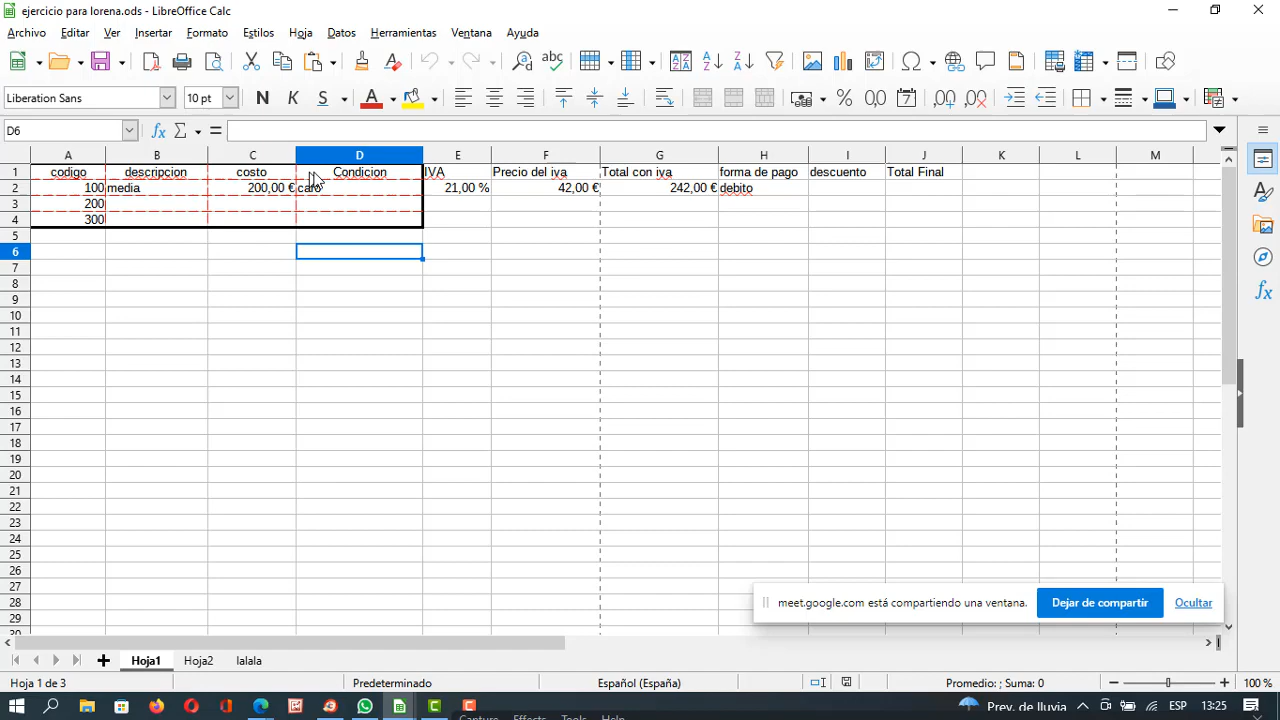 ejercicio para lorena.ods - LibreOffice Calc
Archivo Editar Ver Insertar Formato Estilos Hoja Datos Herramientas Ventana Ayuda
Liberation Sans 10 pt N K S
D6
A B C D E F G H I J K L M
1 codigo descripcion costo Condicion IVA Precio del iva Total con iva forma de pago descuento Total Final
2 100 media 200,00 € caro 21,00 % 42,00 € 242,00 € debito
3 200
4 300
5
6
7
8
9
10
11
12
13
14
15
16
17
18
19
20
21
22
23
24
25
26
27
28
29
30
meet.google.com está compartiendo una ventana. Dejar de compartir Ocultar
Hoja1 Hoja2 lalala
Hoja 1 de 3 Predeterminado Español (España) Promedio: ; Suma: 0 100 %
Prev. de lluvia ESP 13:25
Capture Effects Tools Help